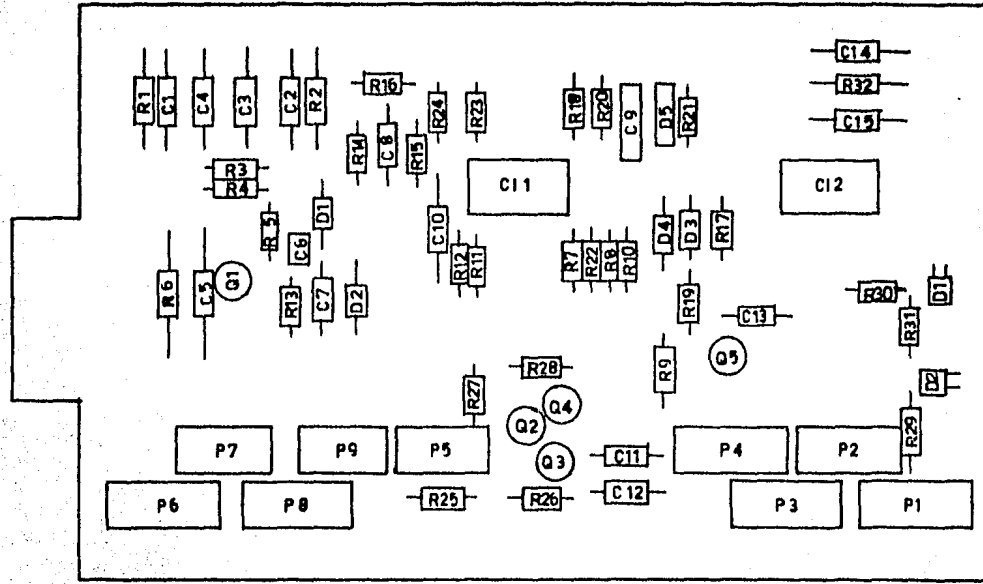 C14
R16
R32
R1
C1
C4
C3
C2
R2
R24
R23
R18
R20
C9
D5
R21
C15
R14
C8
R15
R3
R4
CI1
CI2
R5
D1
C6
C10
R12
R11
R7
R22
R8
R10
D4
D3
R17
R6
C5
Q1
R13
C7
D2
R19
R30
D1
C13
R31
Q5
R28
R9
D2
R27
Q4
Q2
R29
P7
P9
P5
Q3
C11
P4
P2
P6
P8
R25
R26
C12
P3
P1